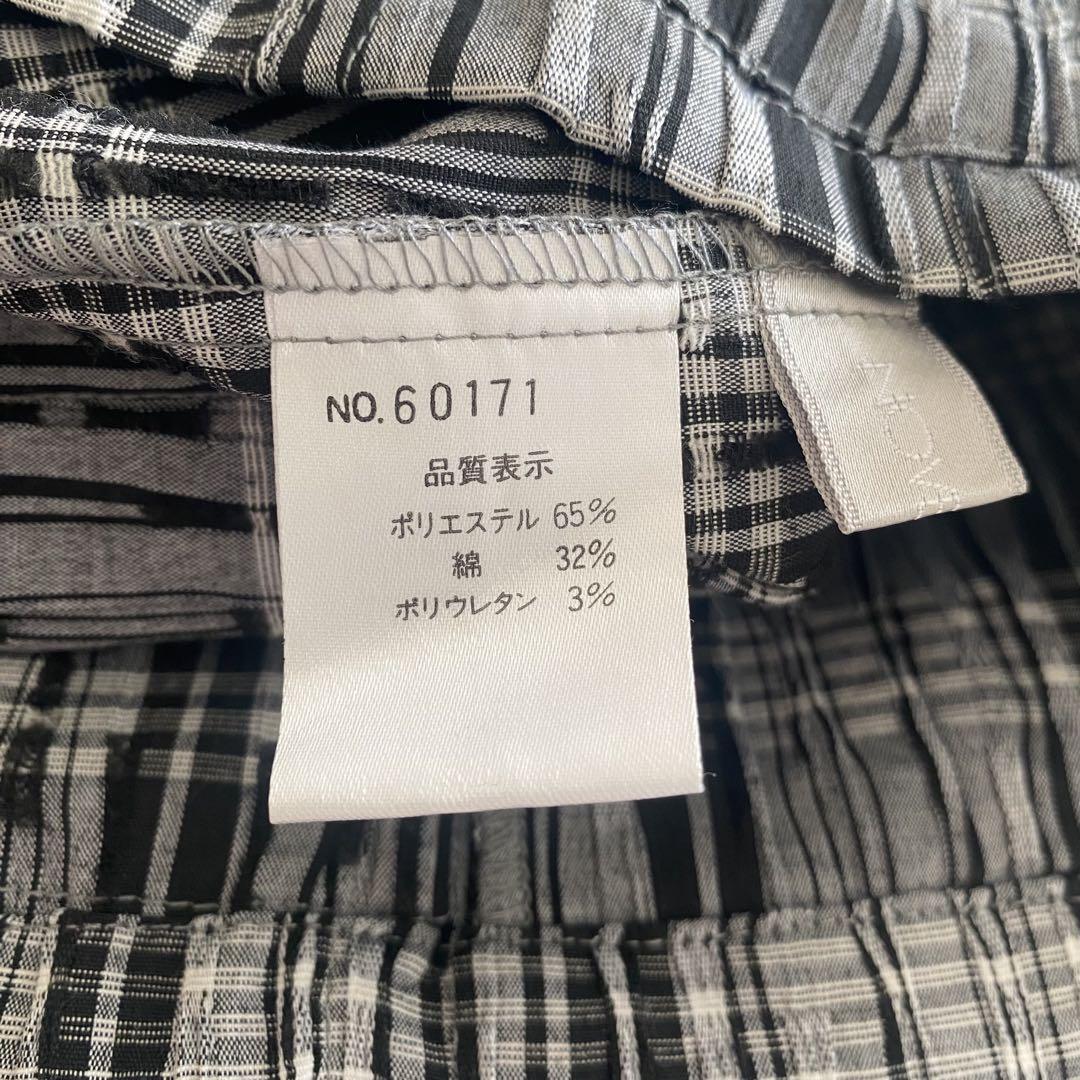 NO.60171
品質表示
ポリエステル 65%
綿 32%
ポリウレタン 3%